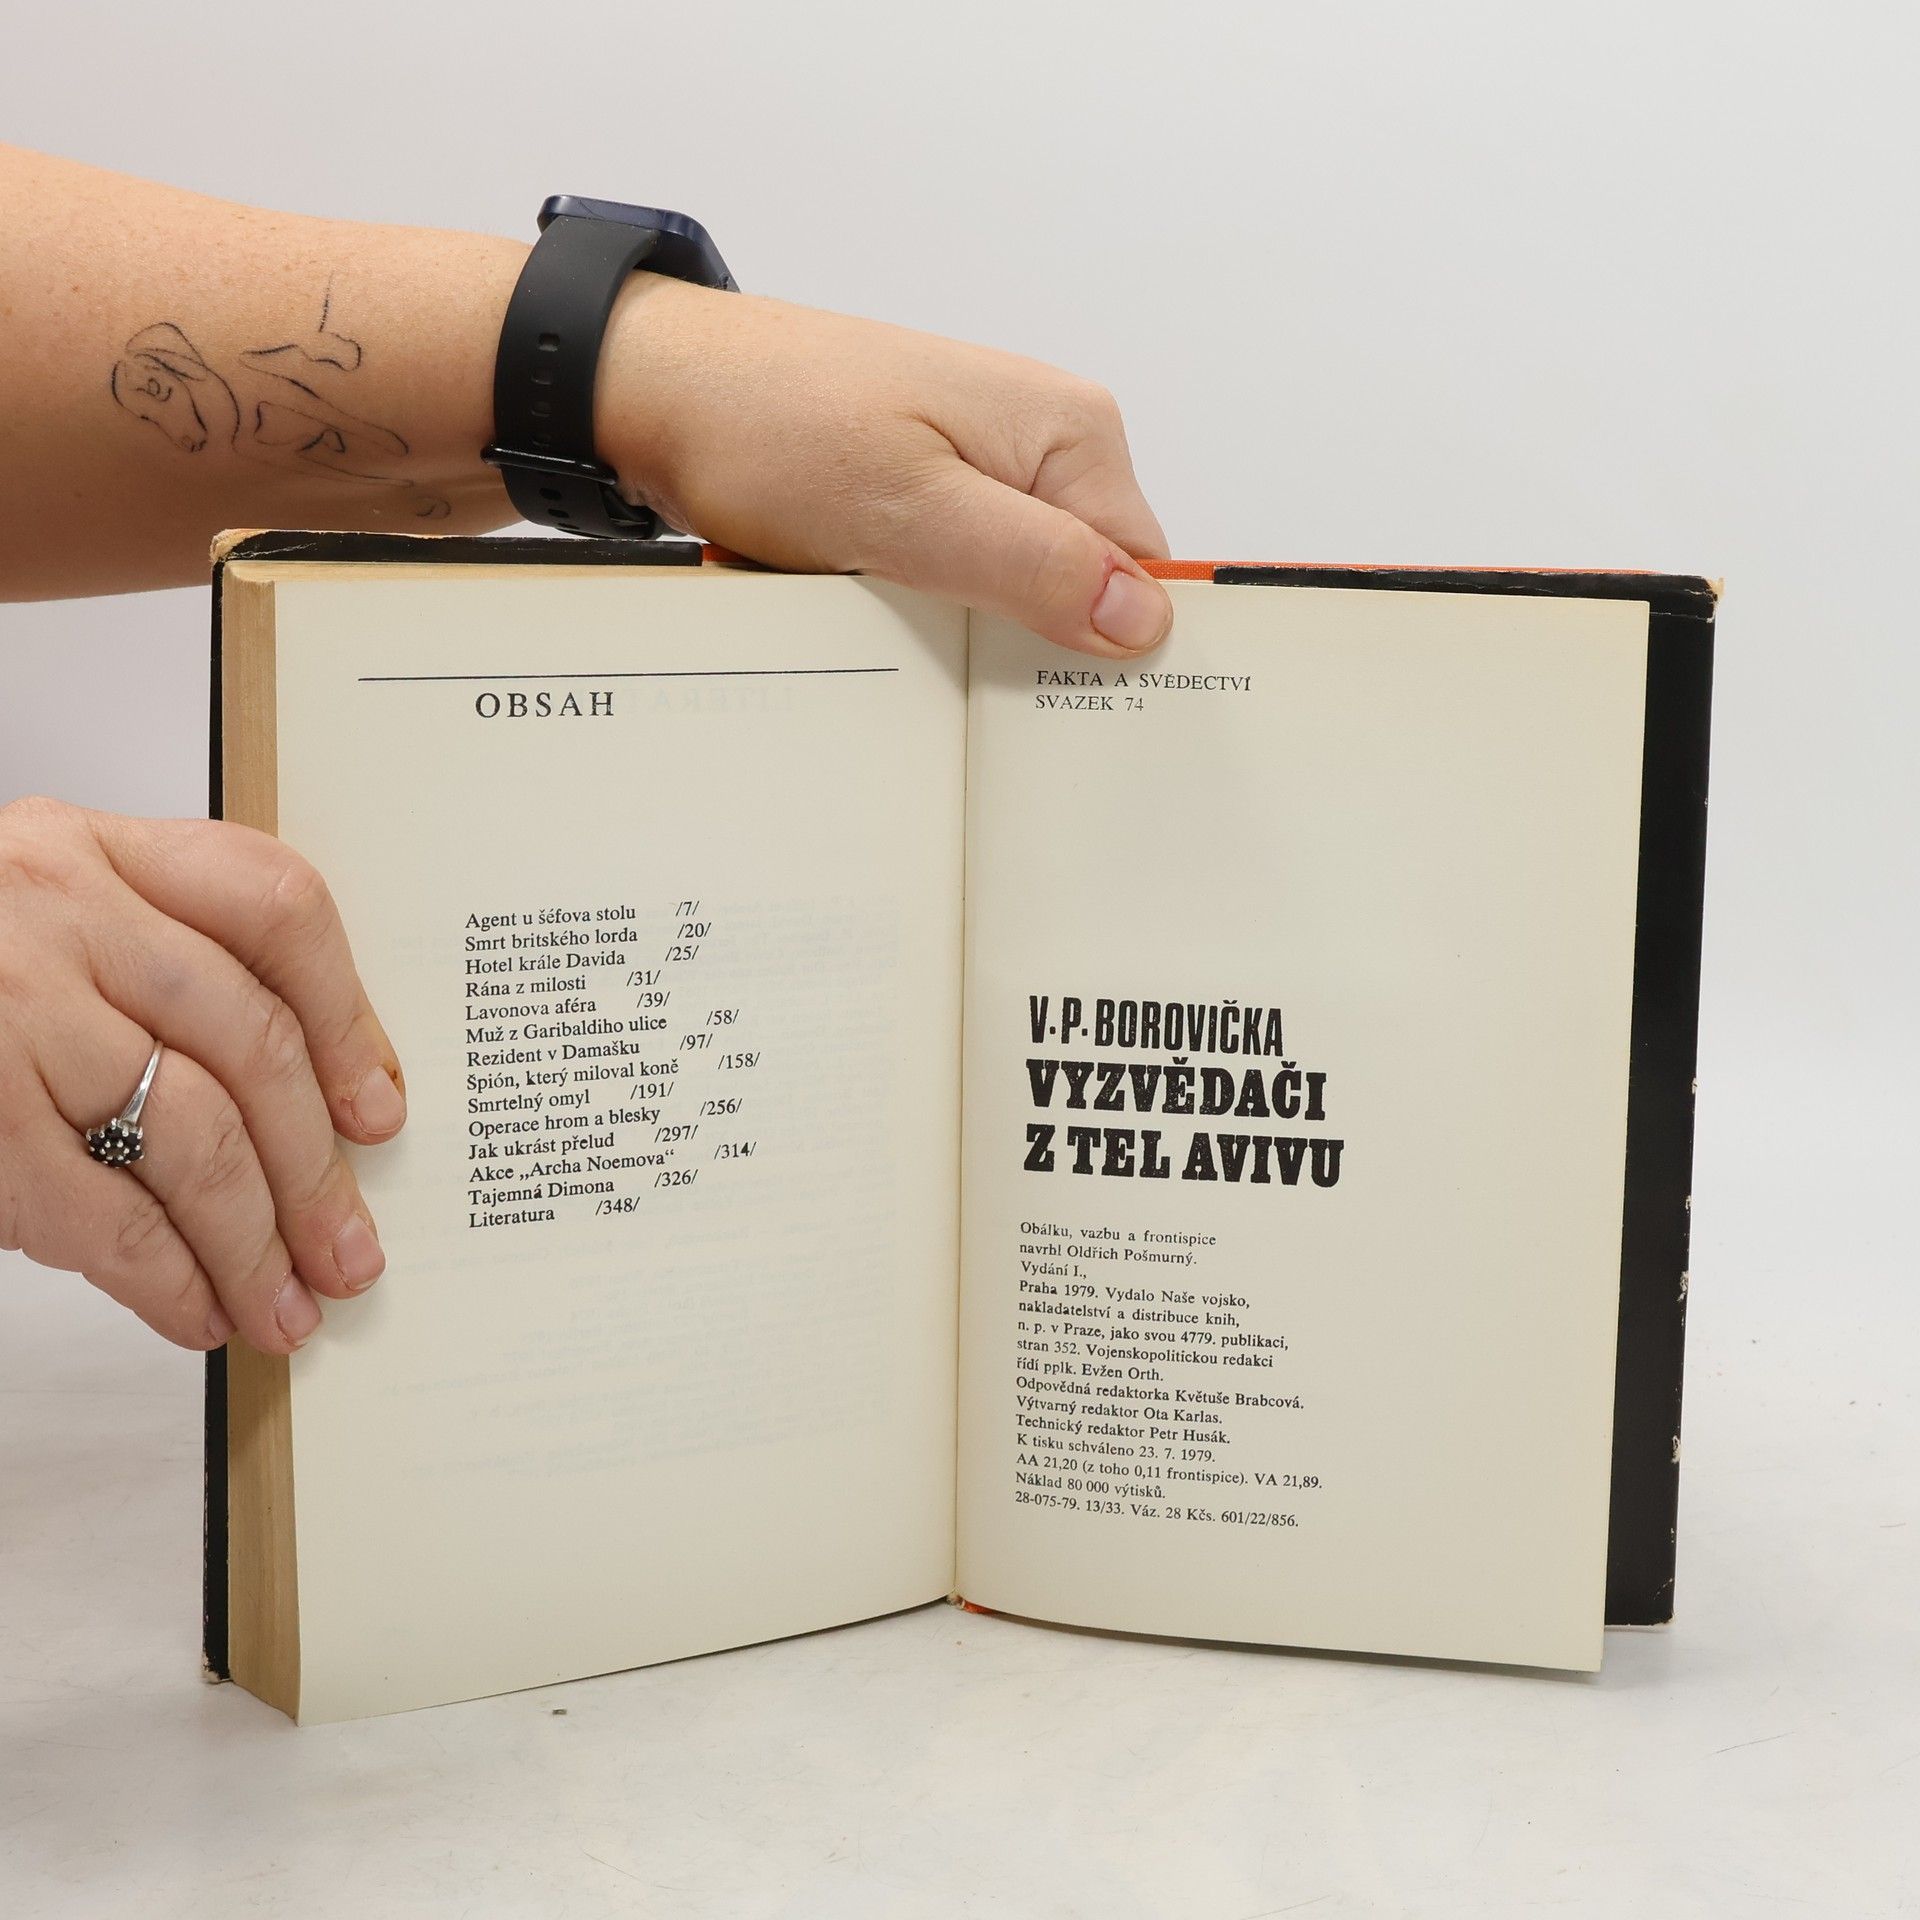 OBSAH
Agent u šéfova stolu /7/
Smrt britského lorda /20/
Hotel krále Davida /25/
Rána z milosti /31/
Lavonova aféra /39/
Muž z Garibaldiho ulice /58/
Rezident v Damašku /97/
Špión, který miloval koně /158/
Smrtelný omyl /191/
Operace hrom a blesky /256/
Jak ukrást přelud /297/
Akce „Archa Noemova“ /314/
Tajemná Dimona /326/
Literatura /348/
FAKTA A SVĚDECTVÍ
SVAZEK 74
V. P. BOROVIČKA
VYZVĚDAČI
Z TEL AVIVU
Obálku, vazbu a frontispice
navrhl Oldřich Pošmurný.
Vydání I.,
Praha 1979. Vydalo Naše vojsko,
nakladatelství a distribuce knih,
n. p. v Praze, jako svou 4779. publikaci,
stran 352. Vojenskopolitickou redakci
řídí pplk. Evžen Orth.
Odpovědná redaktorka Květuše Brabcová.
Výtvarný redaktor Ota Karlas.
Technický redaktor Petr Husák.
K tisku schváleno 23. 7. 1979.
AA 21,20 (z toho 0,11 frontispice). VA 21,89.
Náklad 80 000 výtisků.
28-075-79. 13/33. Váz. 28 Kčs. 601/22/856.